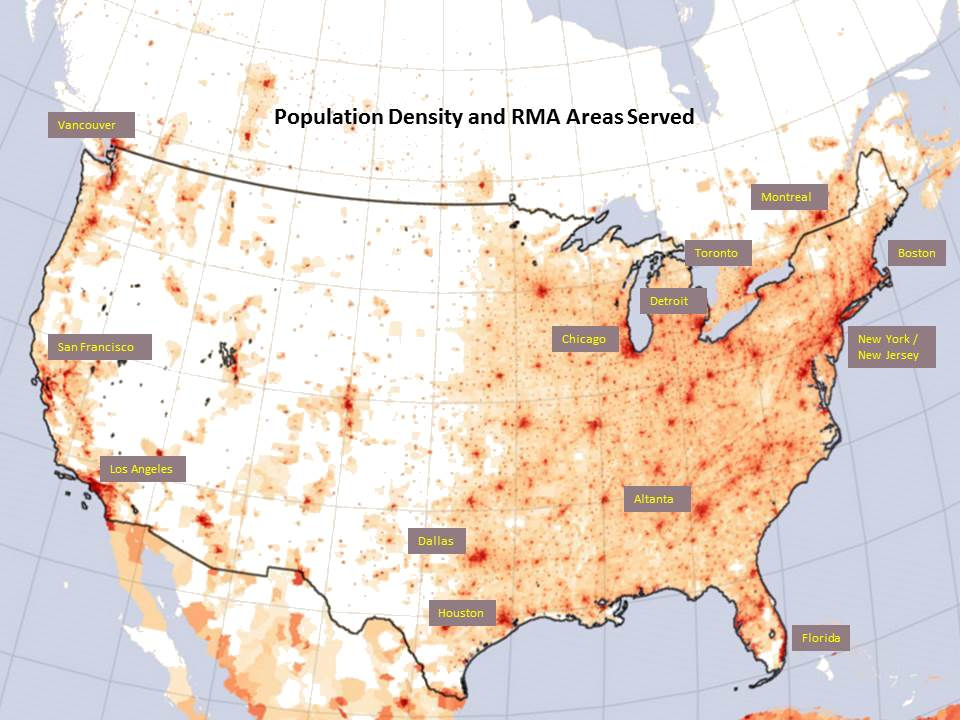 Population Density and RMA Areas Served
Vancouver
Montreal
Toronto
Boston
Detroit
Chicago
New York /
New Jersey
San Francisco
Los Angeles
Altanta
Dallas
Houston
Florida